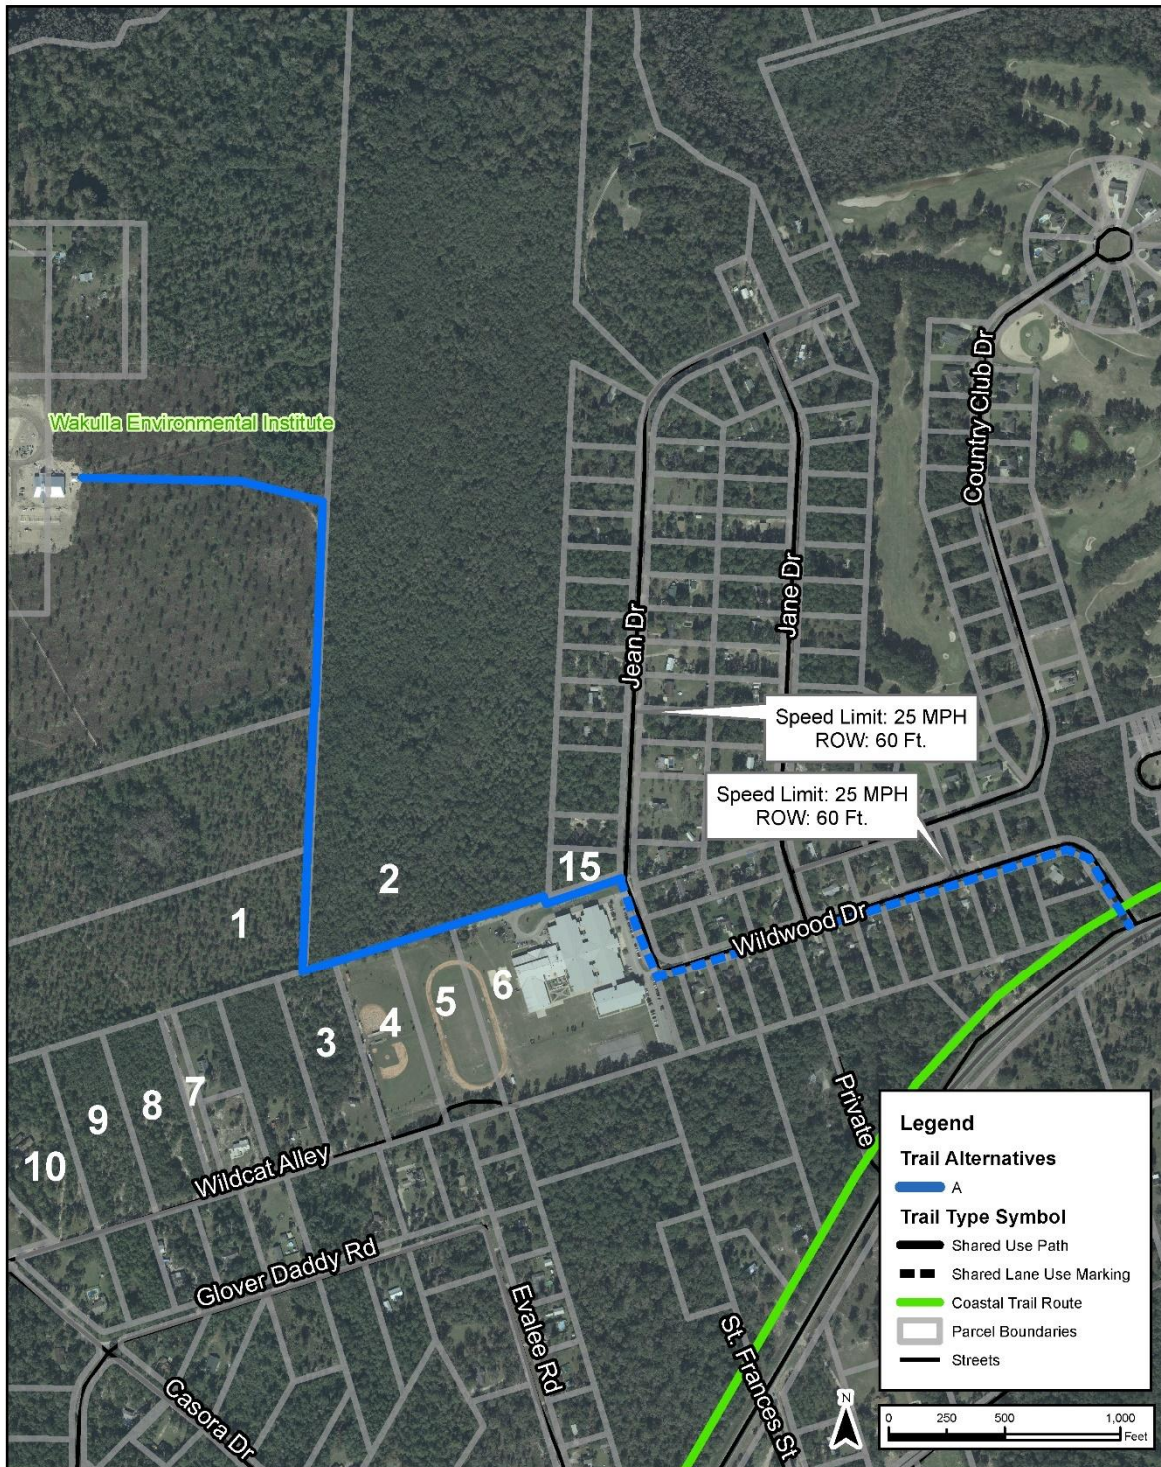 Wakulla Environmental Institute
Country Club Dr
Jean Dr
Jane Dr
Speed Limit: 25 MPH
ROW: 60 Ft.
Speed Limit: 25 MPH
ROW: 60 Ft.
15
2
1
Wildwood Dr
6
5
4
3
7
8
9
10
Wildcat Alley
Private
Glover Daddy Rd
Evalee Rd
St. Frances St
Casora Dr
Legend
Trail Alternatives
A
Trail Type Symbol
Shared Use Path
Shared Lane Use Marking
Coastal Trail Route
Parcel Boundaries
Streets
N
0 250 500 1,000
Feet